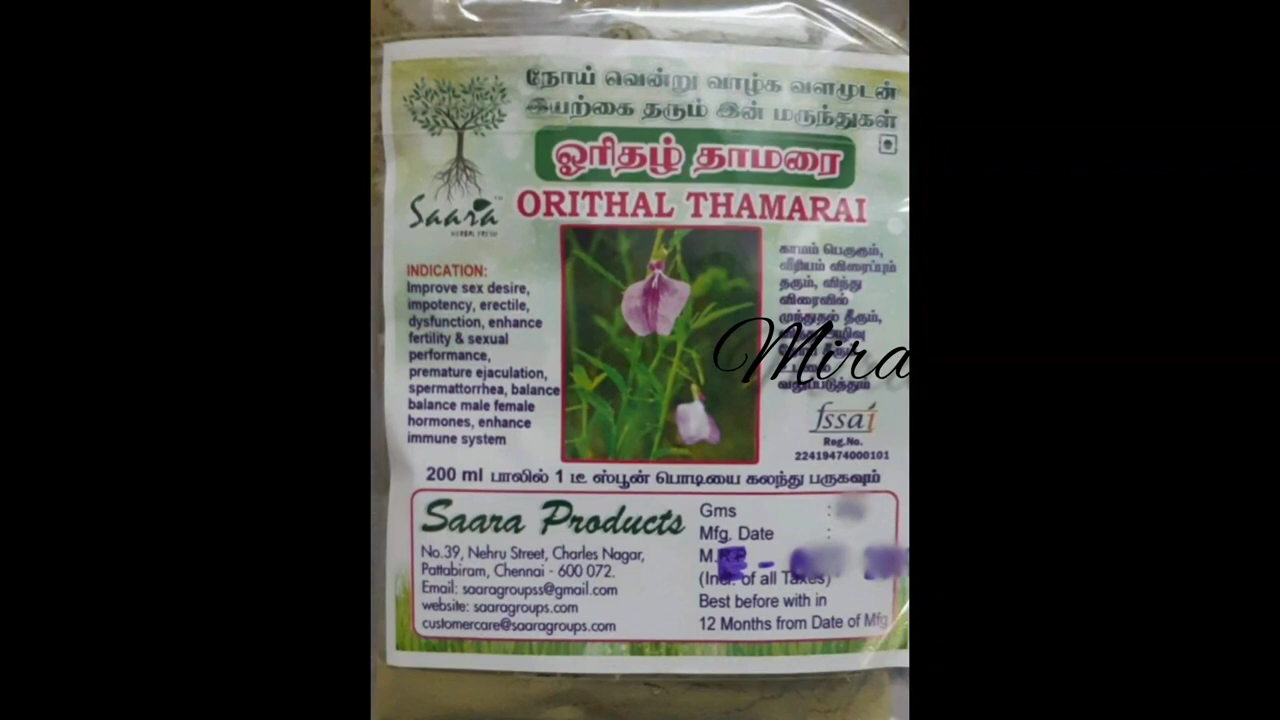 நோய் வென்று வாழ்க வளமுடன்
இயற்கை தரும் இன் மருந்துகள்
ஓரிதழ் தாமரை
ORITHAL THAMARAI
Saara
HERBAL FRESH
INDICATION:
Improve sex desire,
impotency, erectile,
dysfunction, enhance
fertility & sexual
performance,
premature ejaculation,
spermattorrhea, balance
balance male female
hormones, enhance
immune system
காமம் பெருகும்,
வீரியம் விரைப்பும்
தரும், விந்து
விரைவில்
முந்துதல் தீரும்,
வலுப்படுத்தும்
Mira
fssai
Reg.No.
22419474000101
200 ml பாலில் 1 டீ ஸ்பூன் பொடியை கலந்து பருகவும்
Saara Products
No.39, Nehru Street, Charles Nagar,
Pattabiram, Chennai - 600 072.
Email: saaragroupss@gmail.com
website: saaragroups.com
customercare@saaragroups.com
Gms :
Mfg. Date :
(Incl. of all Taxes)
Best before with in
12 Months from Date of Mfg